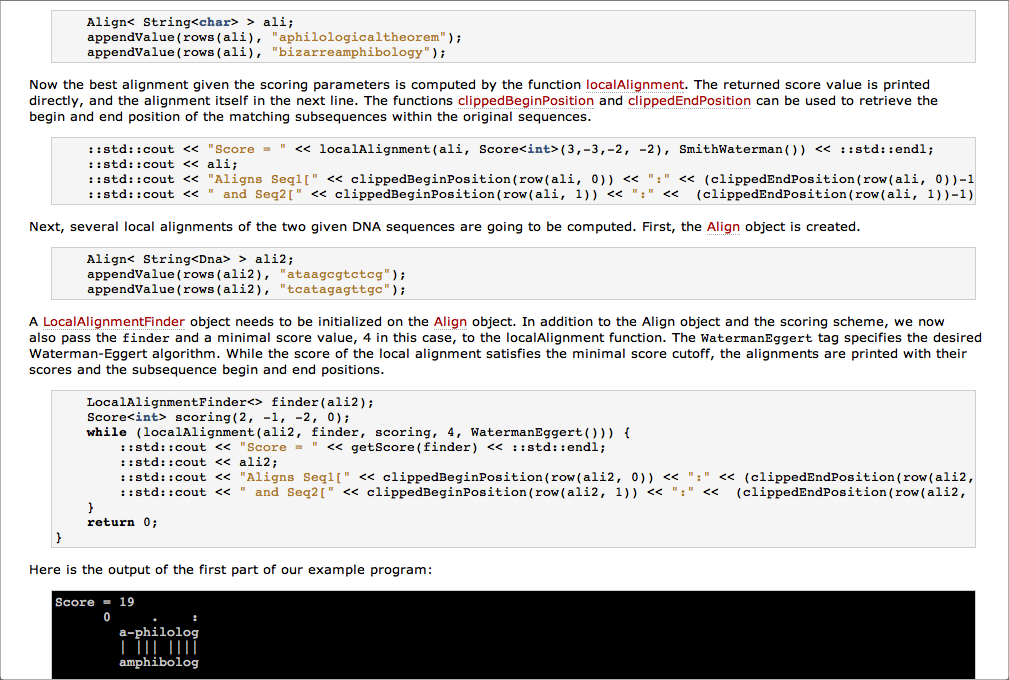 Align< String<char> > ali;
appendValue(rows(ali), "aphilologicaltheorem");
appendValue(rows(ali), "bizarreamphibology");
Now the best alignment given the scoring parameters is computed by the function localAlignment. The returned score value is printed
directly, and the alignment itself in the next line. The functions clippedBeginPosition and clippedEndPosition can be used to retrieve the
begin and end position of the matching subsequences within the original sequences.
::std::cout << "Score = " << localAlignment(ali, Score<int>(3,-3,-2, -2), SmithWaterman()) << ::std::endl;
::std::cout << ali;
::std::cout << "Aligns Seq1[" << clippedBeginPosition(row(ali, 0)) << ":" << (clippedEndPosition(row(ali, 0))-1
::std::cout << " and Seq2[" << clippedBeginPosition(row(ali, 1)) << ":" <<  (clippedEndPosition(row(ali, 1))-1)
Next, several local alignments of the two given DNA sequences are going to be computed. First, the Align object is created.
Align< String<Dna> > ali2;
appendValue(rows(ali2), "ataagcgtctcg");
appendValue(rows(ali2), "tcatagagttgc");
A LocalAlignmentFinder object needs to be initialized on the Align object. In addition to the Align object and the scoring scheme, we now
also pass the finder and a minimal score value, 4 in this case, to the localAlignment function. The WatermanEggert tag specifies the desired
Waterman-Eggert algorithm. While the score of the local alignment satisfies the minimal score cutoff, the alignments are printed with their
scores and the subsequence begin and end positions.
LocalAlignmentFinder<> finder(ali2);
Score<int> scoring(2, -1, -2, 0);
while (localAlignment(ali2, finder, scoring, 4, WatermanEggert())) {
::std::cout << "Score = " << getScore(finder) << ::std::endl;
::std::cout << ali2;
::std::cout << "Aligns Seq1[" << clippedBeginPosition(row(ali2, 0)) << ":" << (clippedEndPosition(row(ali2,
::std::cout << " and Seq2[" << clippedBeginPosition(row(ali2, 1)) << ":" <<  (clippedEndPosition(row(ali2,
}
return 0;
}
Here is the output of the first part of our example program:
Score = 19
0     .    :
a-philolog
| ||| ||||
amphibolog